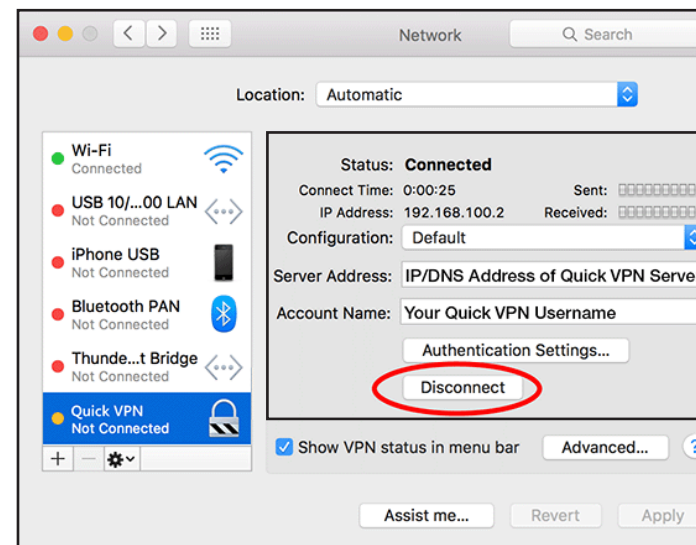 Network
Search
Location: Automatic
Wi-Fi
Connected
USB 10/...00 LAN
Not Connected
iPhone USB
Not Connected
Bluetooth PAN
Not Connected
Thunde...t Bridge
Not Connected
Quick VPN
Not Connected
Status: Connected
Connect Time: 0:00:25 Sent:
IP Address: 192.168.100.2 Received:
Configuration: Default
Server Address: IP/DNS Address of Quick VPN Serve
Account Name: Your Quick VPN Username
Authentication Settings...
Disconnect
Show VPN status in menu bar Advanced... ?
Assist me... Revert Apply